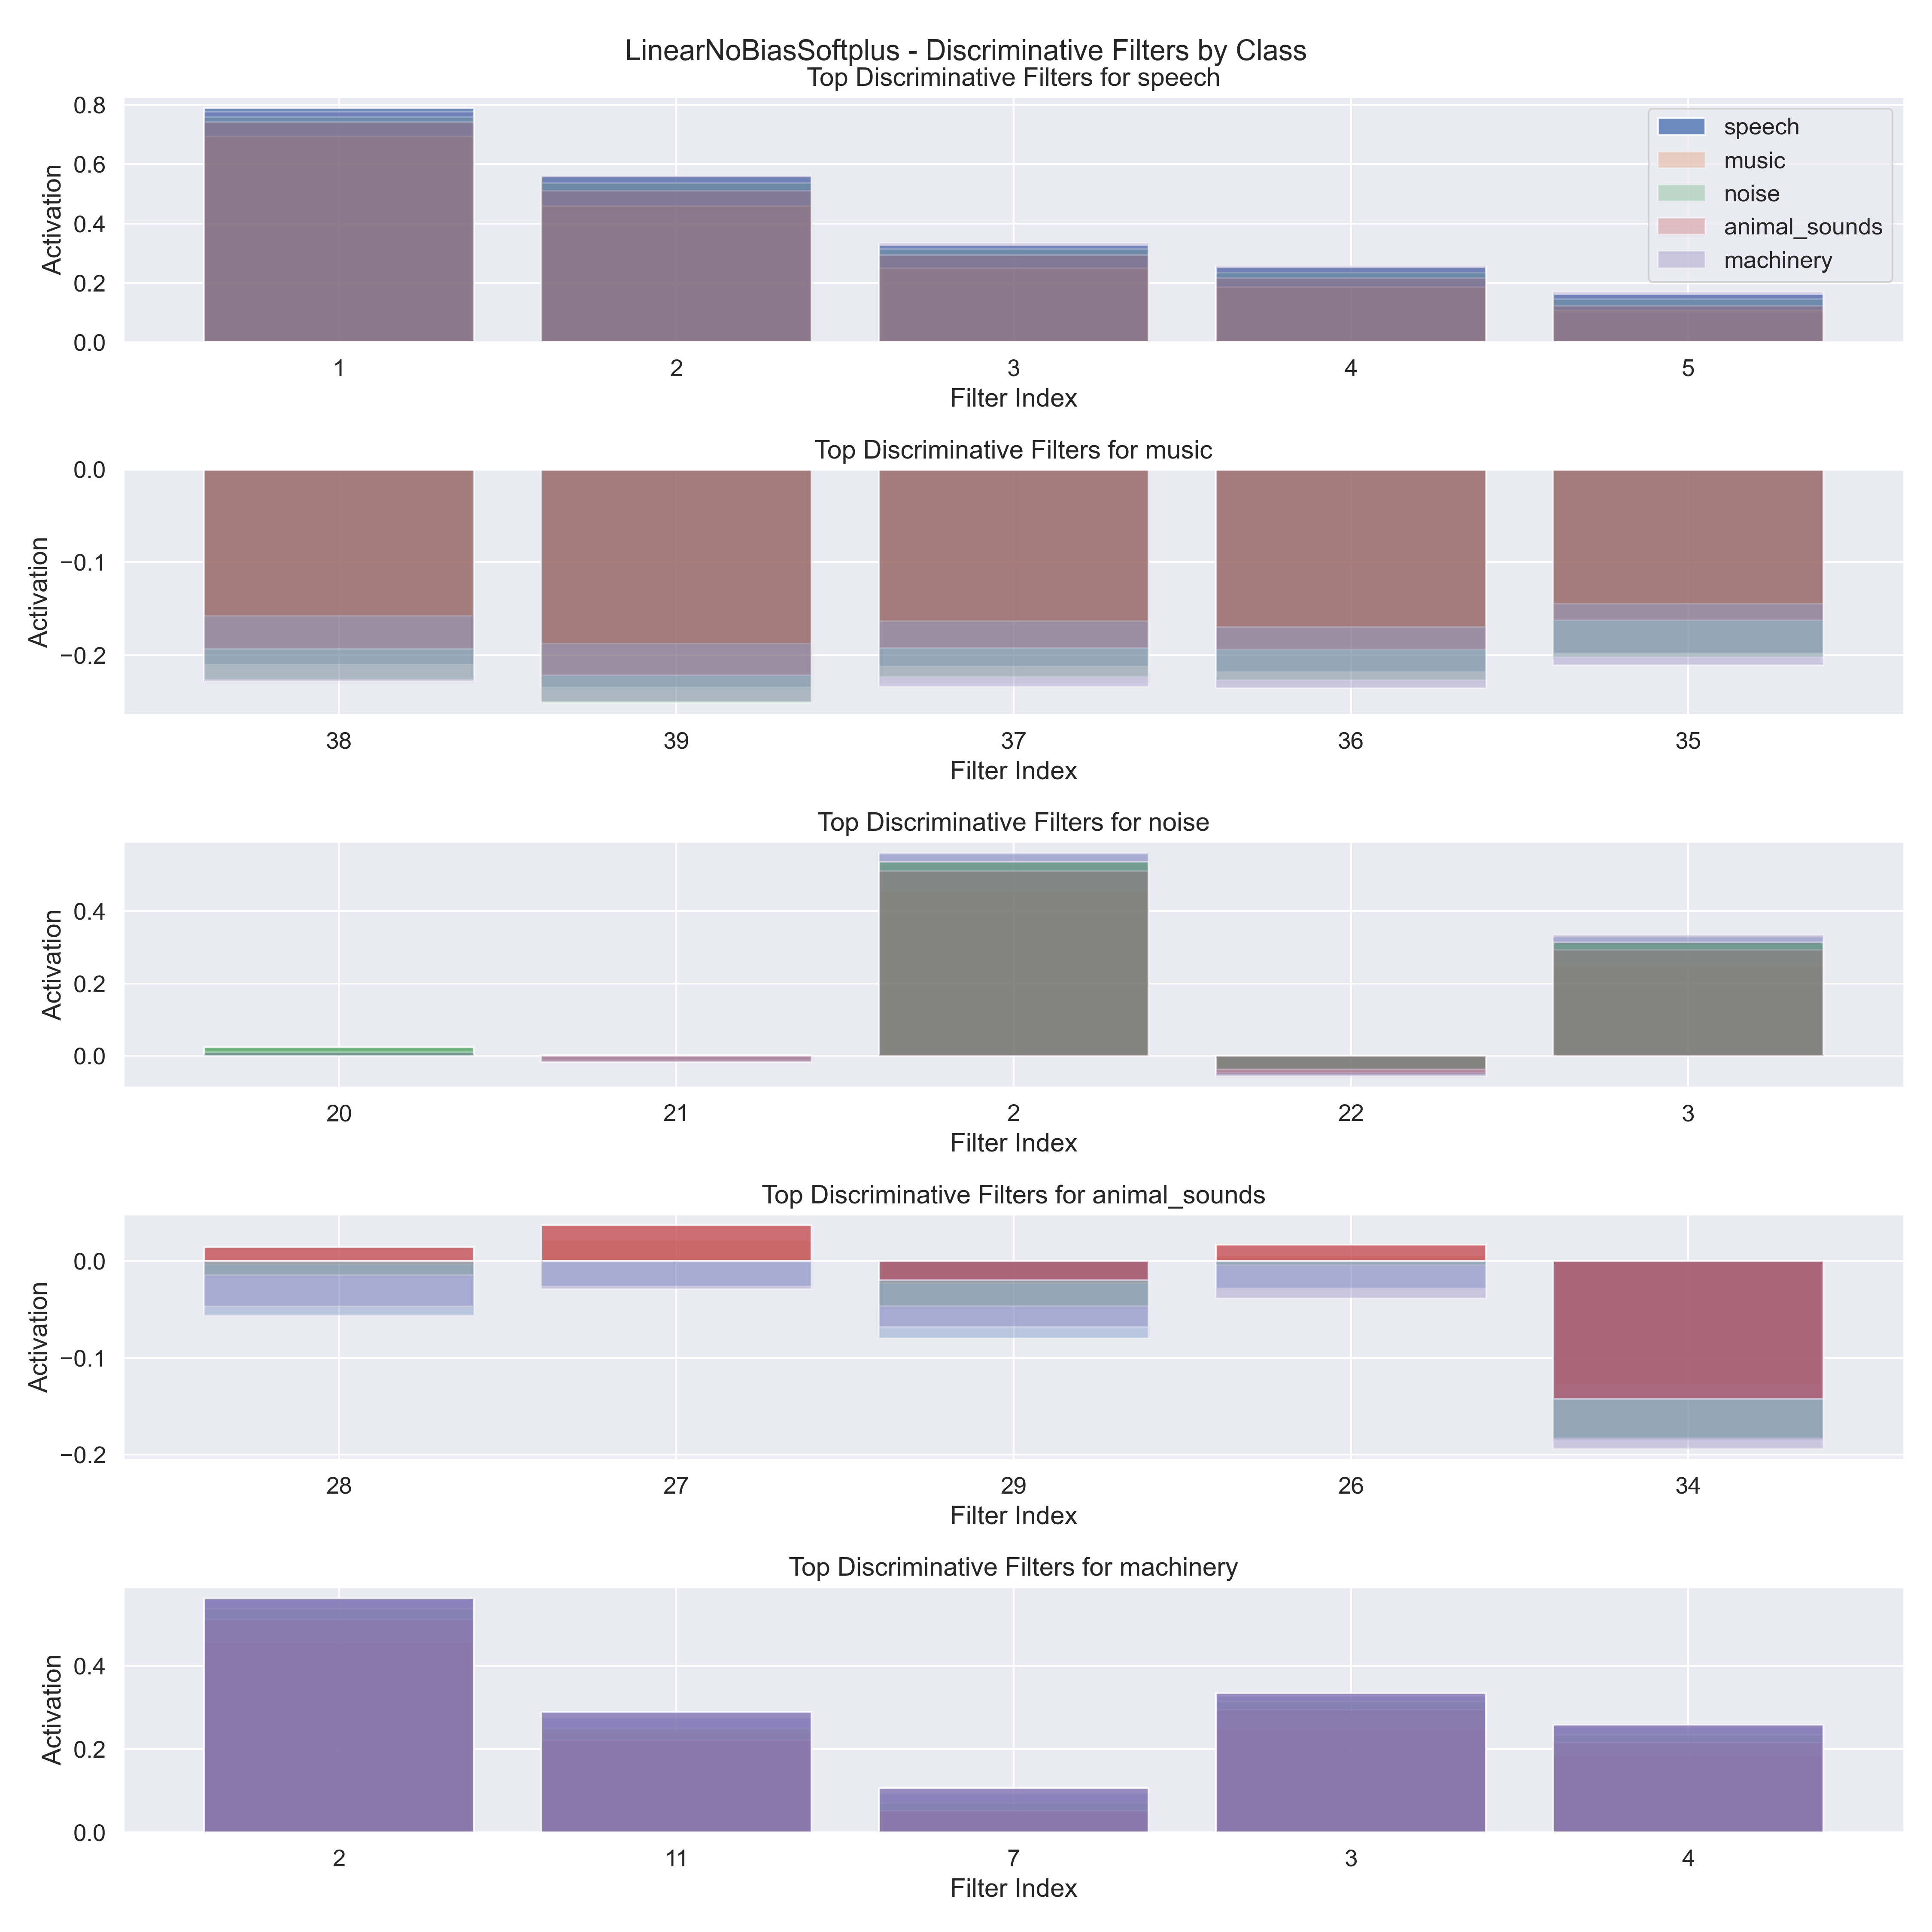 LinearNoBiasSoftplus - Discriminative Filters by Class
Top Discriminative Filters for speech
Activation
0.8
0.6
0.4
0.2
0.0
speech
music
noise
animal_sounds
machinery
1 2 3 4 5
Filter Index
Top Discriminative Filters for music
Activation
0.0
−0.1
−0.2
38 39 37 36 35
Filter Index
Top Discriminative Filters for noise
Activation
0.4
0.2
0.0
20 21 2 22 3
Filter Index
Top Discriminative Filters for animal_sounds
Activation
0.0
−0.1
−0.2
28 27 29 26 34
Filter Index
Top Discriminative Filters for machinery
Activation
0.4
0.2
0.0
2 11 7 3 4
Filter Index